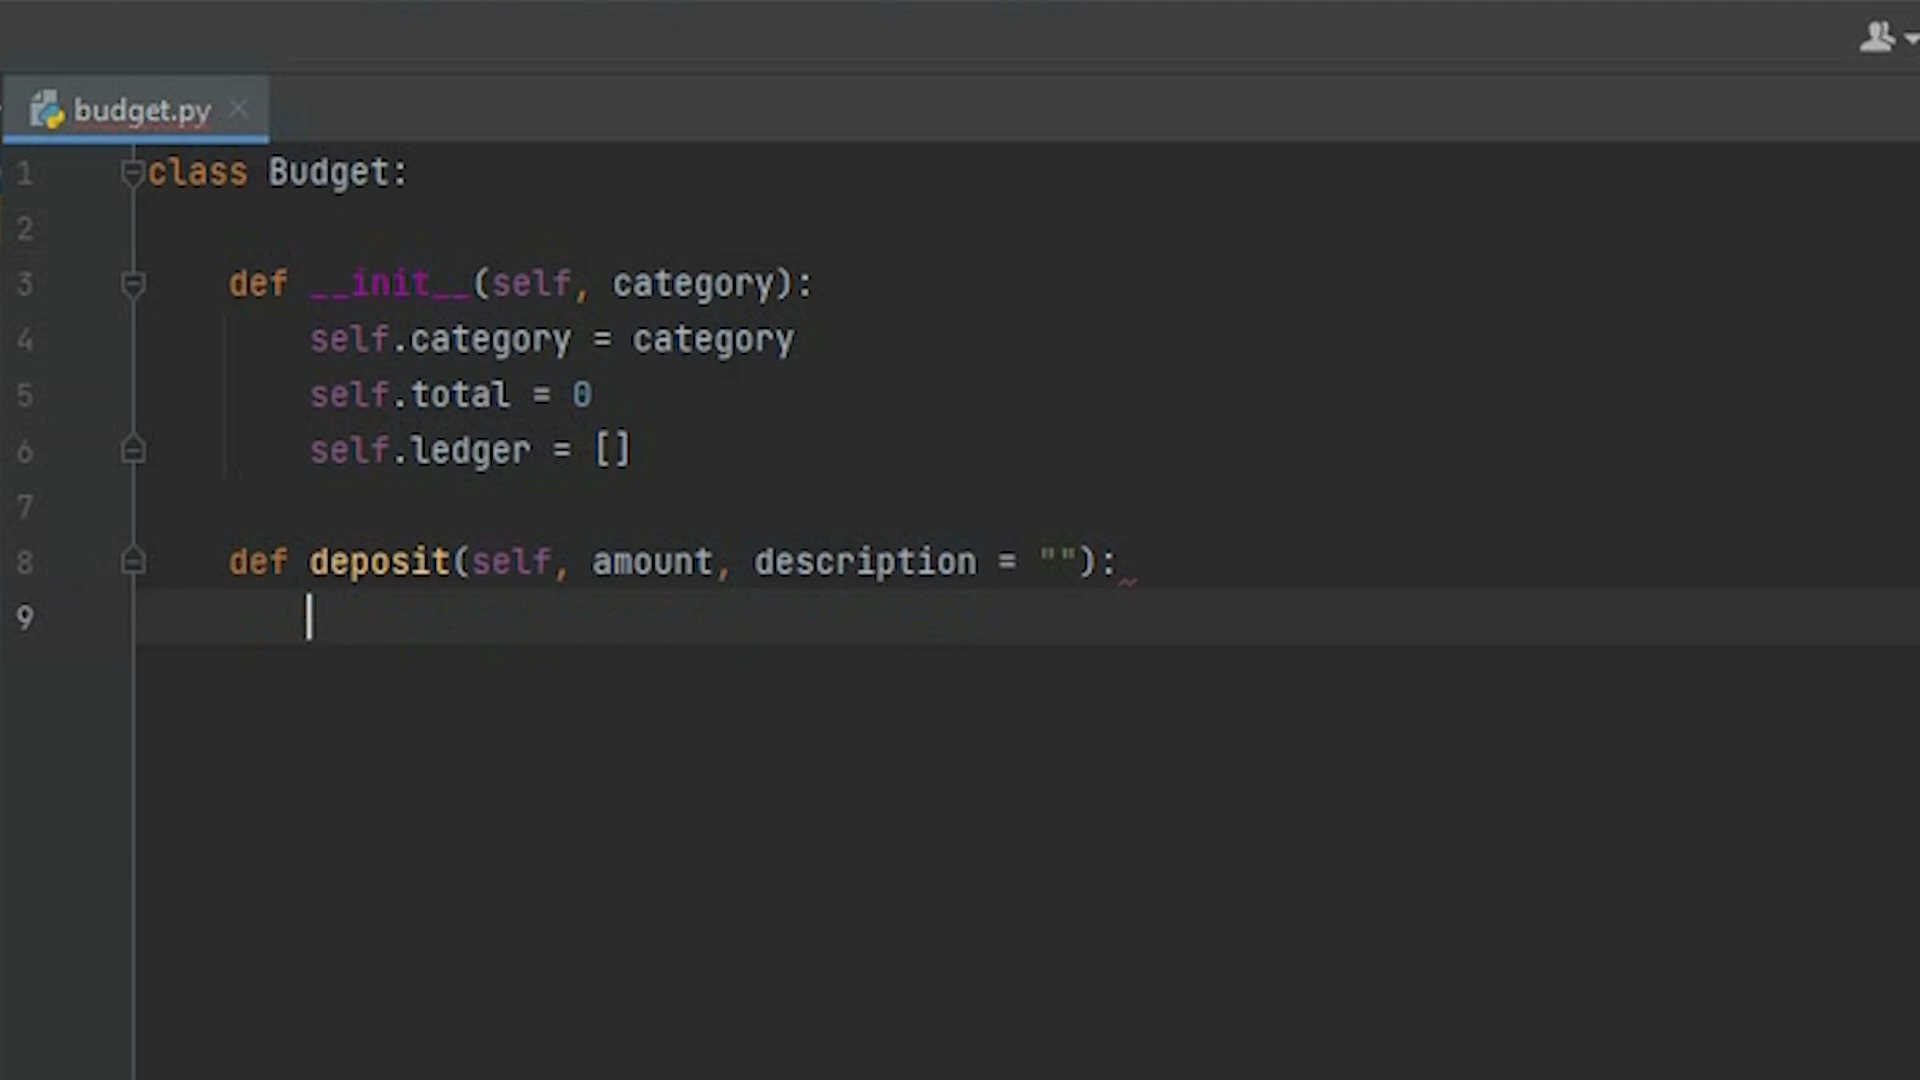 budget.py
1 class Budget:
2
3     def __init__(self, category):
4         self.category = category
5         self.total = 0
6         self.ledger = []
7
8     def deposit(self, amount, description = ""):
9